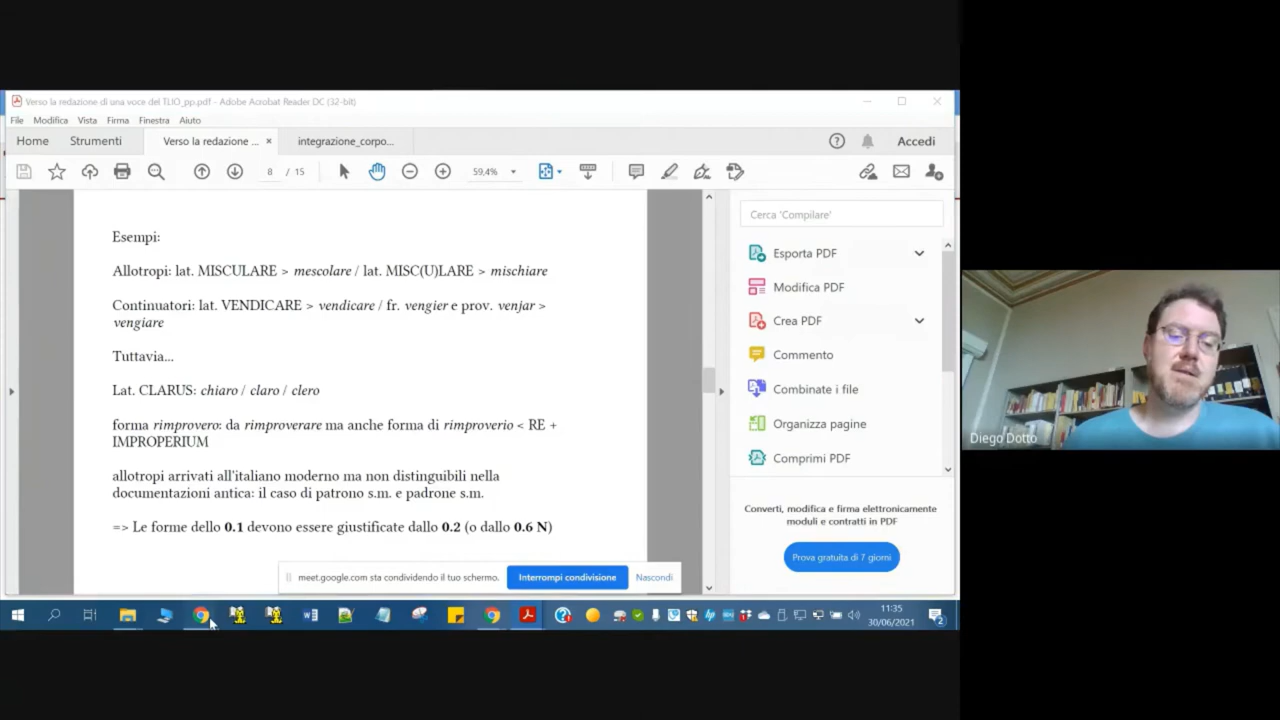 Verso la redazione di una voce del TLIO_pp.pdf - Adobe Acrobat Reader DC (32-bit)
File Modifica Vista Firma Finestra Aiuto
Home Strumenti Verso la redazione ... × integrazione_corpo... Accedi
8 / 15 59,4%
Esempi:
Allotropi: lat. MISCULARE > mescolare / lat. MISC(U)LARE > mischiare
Continuatori: lat. VENDICARE > vendicare / fr. vengier e prov. venjar >
vengiare
Tuttavia...
Lat. CLARUS: chiaro / claro / clero
forma rimprovero: da rimproverare ma anche forma di rimproverio < RE +
IMPROPERIUM
allotropi arrivati all'italiano moderno ma non distinguibili nella
documentazioni antica: il caso di patrono s.m. e padrone s.m.
=> Le forme dello 0.1 devono essere giustificate dallo 0.2 (o dallo 0.6 N)
Cerca 'Compilare'
Esporta PDF
Modifica PDF
Crea PDF
Commento
Combinate i file
Organizza pagine
Comprimi PDF
Converti, modifica e firma elettronicamente
moduli e contratti in PDF
Prova gratuita di 7 giorni
meet.google.com sta condividendo il tuo schermo. Interrompi condivisione Nascondi
11:35
30/06/2021
2
Diego Dotto